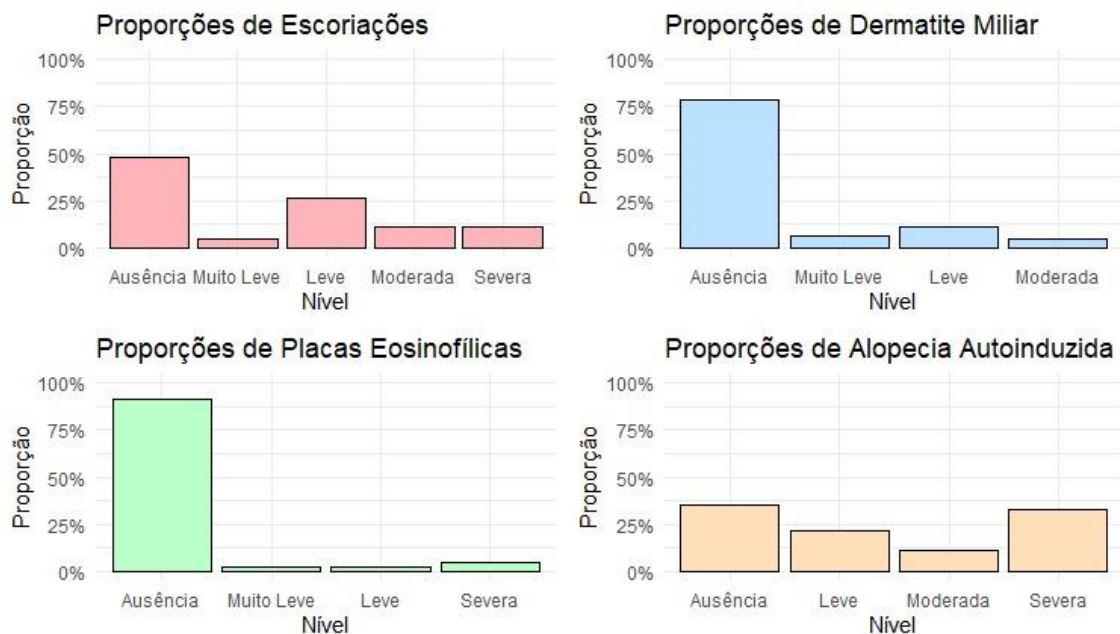 Proporções de Escoriações
100%
75%
50%
25%
0%
Proporção
Ausência Muito Leve Leve Moderada Severa
Nível
Proporções de Dermatite Miliar
100%
75%
50%
25%
0%
Proporção
Ausência Muito Leve Leve Moderada
Nível
Proporções de Placas Eosinofílicas
100%
75%
50%
25%
0%
Proporção
Ausência Muito Leve Leve Severa
Nível
Proporções de Alopecia Autoinduzida
100%
75%
50%
25%
0%
Proporção
Ausência Leve Moderada Severa
Nível